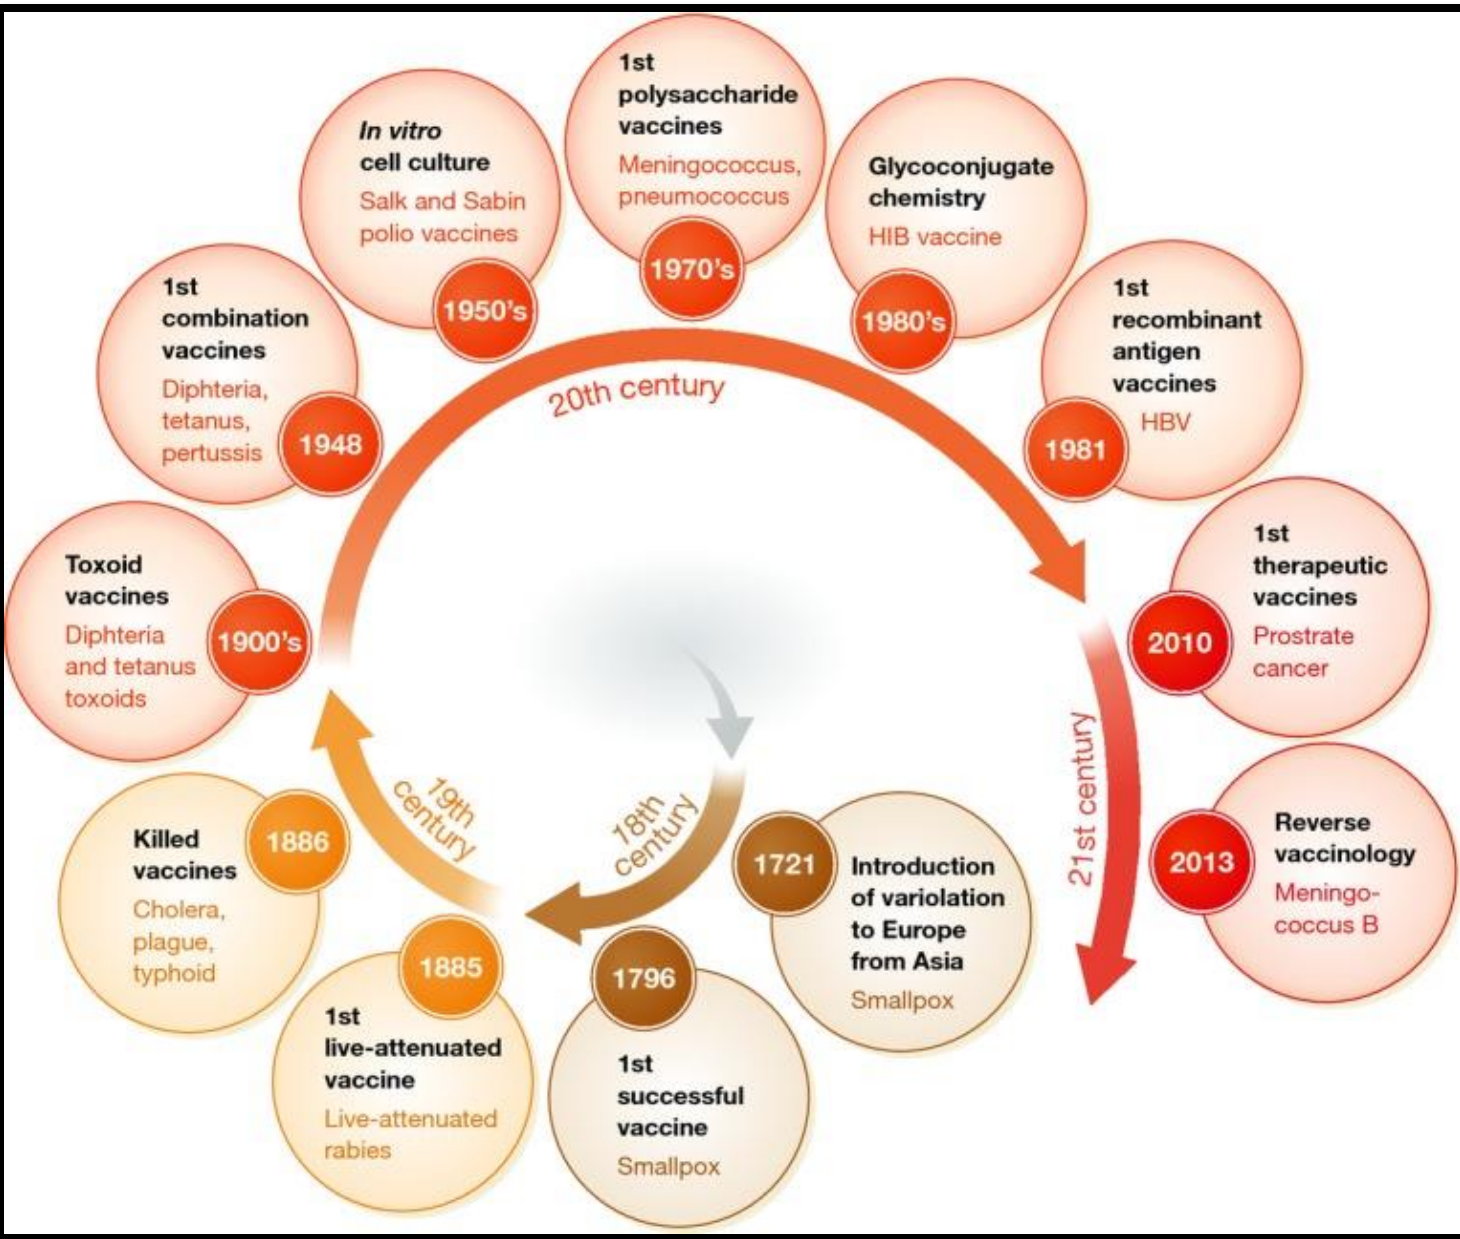 1721
Introduction
of variolation
to Europe
from Asia
Smallpox
18th
century
1796
1st
successful
vaccine
Smallpox
1885
1st
live-attenuated
vaccine
Live-attenuated
rabies
19th
century
1886
Killed
vaccines
Cholera,
plague,
typhoid
1900's
Toxoid
vaccines
Diphteria
and tetanus
toxoids
1948
1st
combination
vaccines
Diphteria,
tetanus,
pertussis
1950's
In vitro
cell culture
Salk and Sabin
polio vaccines
20th century
1970's
1st
polysaccharide
vaccines
Meningococcus,
pneumococcus
1980's
Glycoconjugate
chemistry
HIB vaccine
1981
1st
recombinant
antigen
vaccines
HBV
2010
1st
therapeutic
vaccines
Prostrate
cancer
21st century
2013
Reverse
vaccinology
Meningo-
coccus B